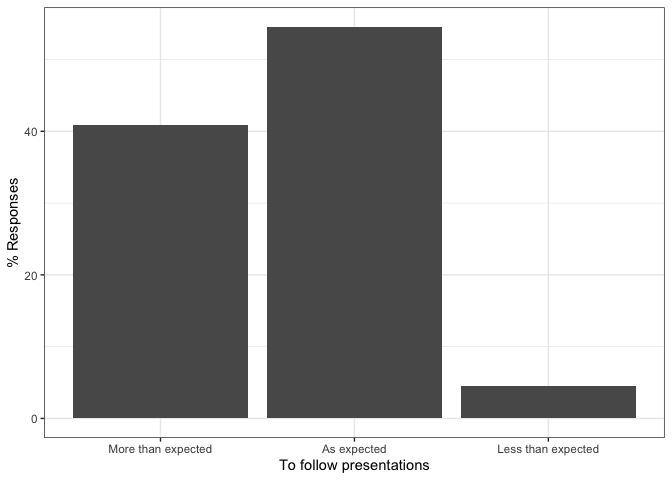 % Responses
40
20
0
More than expected
As expected
Less than expected
To follow presentations